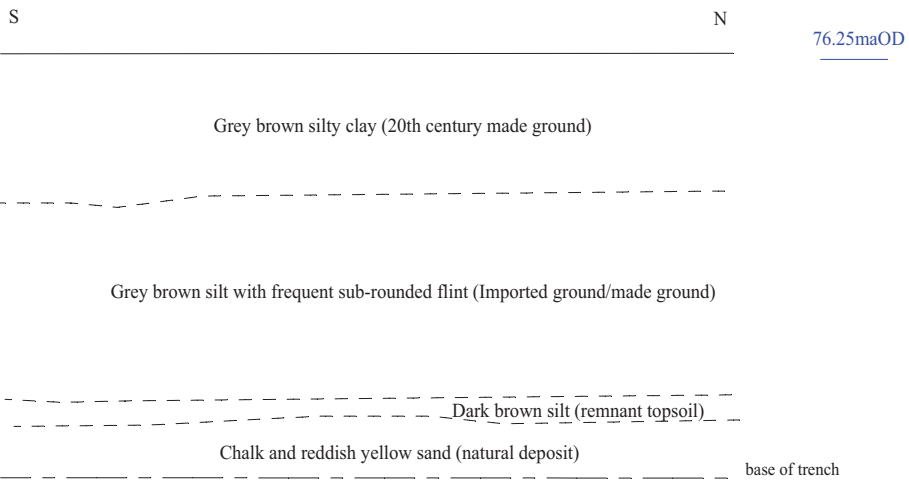 S
N
76.25maOD
Grey brown silty clay (20th century made ground)
Grey brown silt with frequent sub-rounded flint (Imported ground/made ground)
Dark brown silt (remnant topsoil)
Chalk and reddish yellow sand (natural deposit)
base of trench